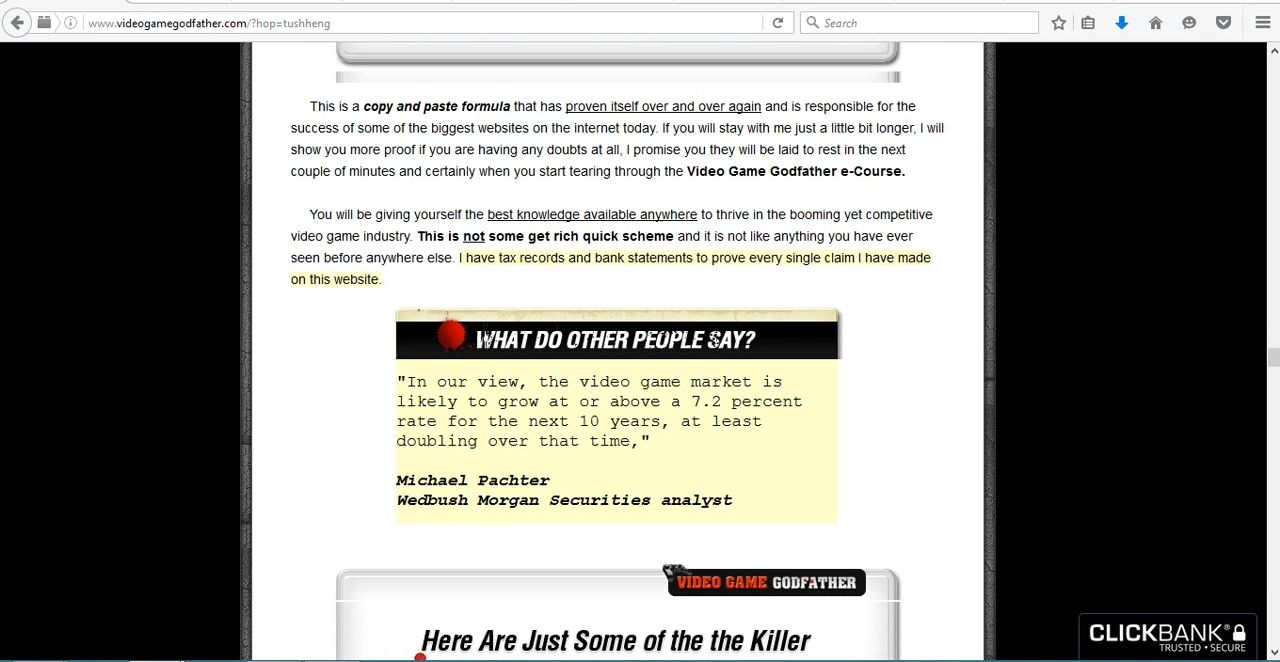 www.videogamegodfather.com/?hop=tushheng
Search
This is a copy and paste formula that has proven itself over and over again and is responsible for the
success of some of the biggest websites on the internet today. If you will stay with me just a little bit longer, I will
show you more proof if you are having any doubts at all, I promise you they will be laid to rest in the next
couple of minutes and certainly when you start tearing through the Video Game Godfather e-Course.
You will be giving yourself the best knowledge available anywhere to thrive in the booming yet competitive
video game industry. This is not some get rich quick scheme and it is not like anything you have ever
seen before anywhere else. I have tax records and bank statements to prove every single claim I have made
on this website.
WHAT DO OTHER PEOPLE SAY?
"In our view, the video game market is
likely to grow at or above a 7.2 percent
rate for the next 10 years, at least
doubling over that time,"
Michael Pachter
Wedbush Morgan Securities analyst
VIDEO GAME GODFATHER
Here Are Just Some of the the Killer
CLICKBANK®
TRUSTED • SECURE